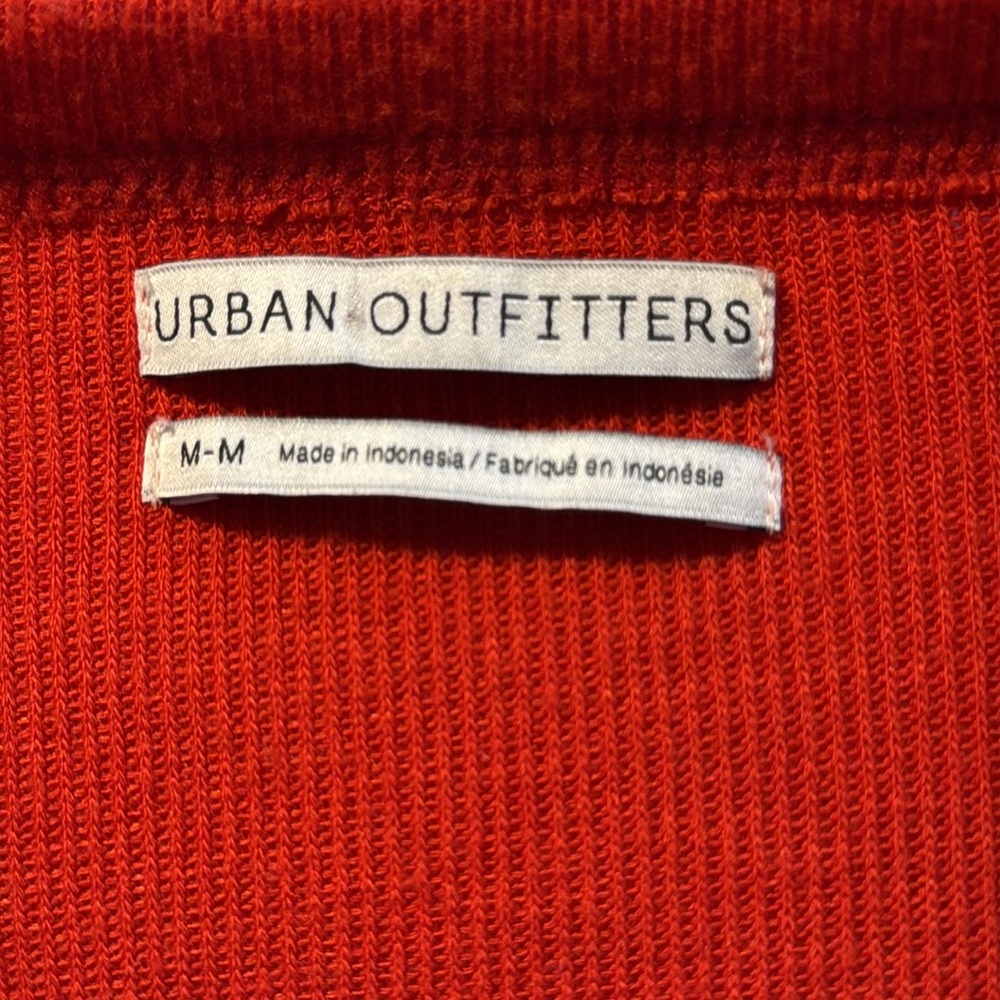 URBAN OUTFITTERS
M-M Made in Indonesia / Fabriqué en Indonésie